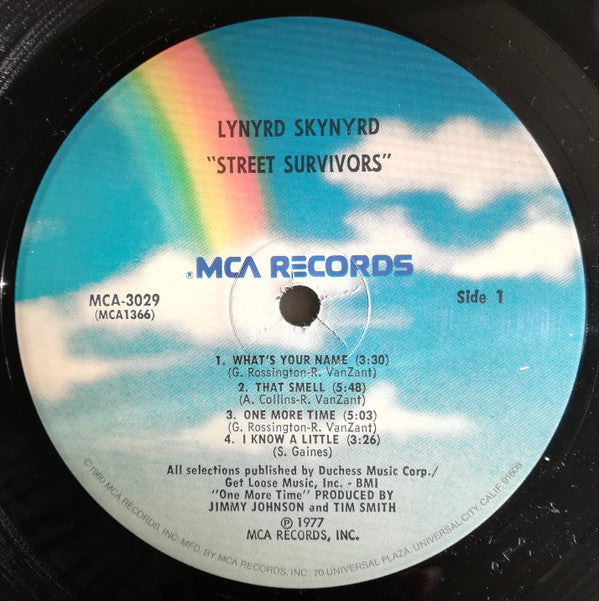 LYNYRD SKYNYRD
"STREET SURVIVORS"
®MCA RECORDS
MCA-3029
(MCA1366)
Side 1
1. WHAT'S YOUR NAME (3:30)
(G. Rossington-R. VanZant)
2. THAT SMELL (5:48)
(A. Collins-R. VanZant)
3. ONE MORE TIME (5:03)
(G. Rossington-R. VanZant)
4. I KNOW A LITTLE (3:26)
(S. Gaines)
All selections published by Duchess Music Corp./
Get Loose Music, Inc. - BMI
"One More Time" PRODUCED BY
JIMMY JOHNSON and TIM SMITH
℗ 1977
MCA RECORDS, INC.
© 1980 MCA RECORDS, INC. MFD. BY MCA RECORDS, INC., 70 UNIVERSAL PLAZA, UNIVERSAL CITY, CALIF. 91608